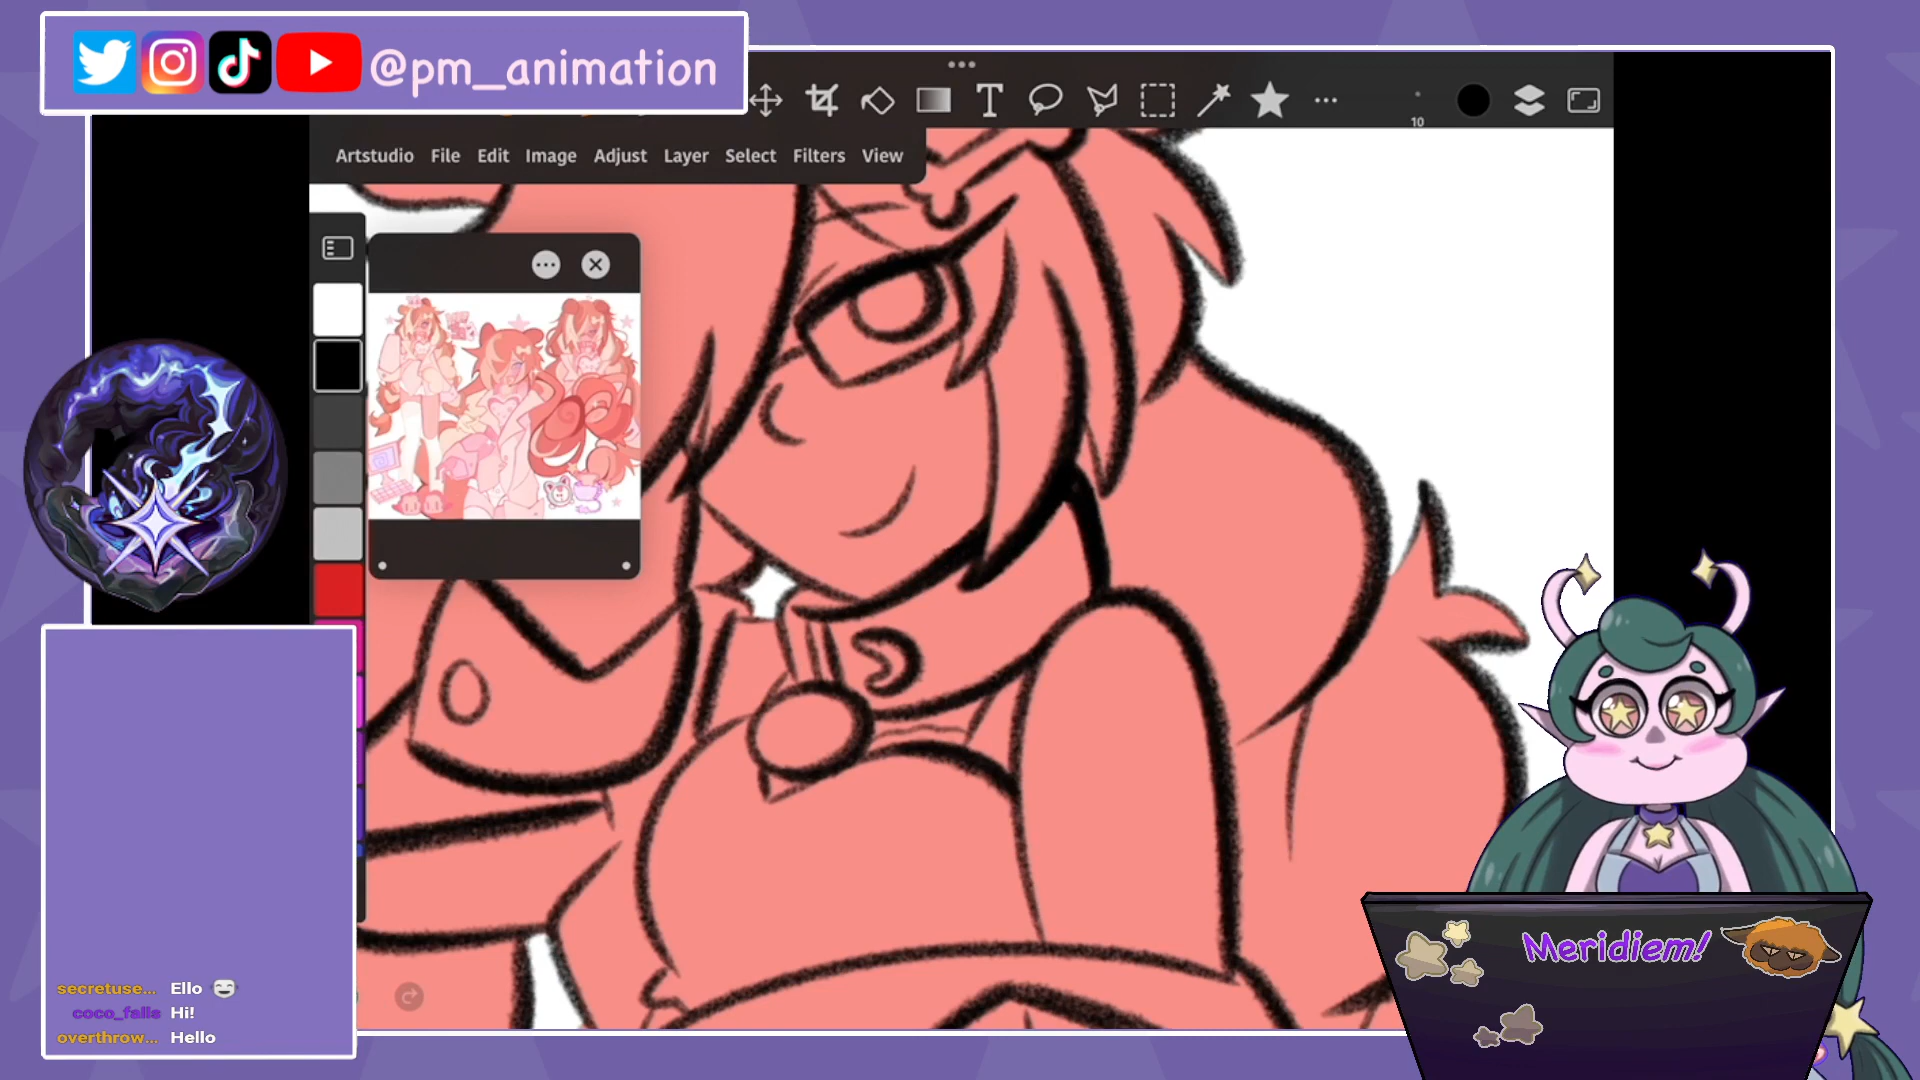 @pm_animation
10
Artstudio File Edit Image Adjust Layer Select Filters View
secretuse... Ello
coco_falls Hi!
overthrow... Hello
Meridiem!